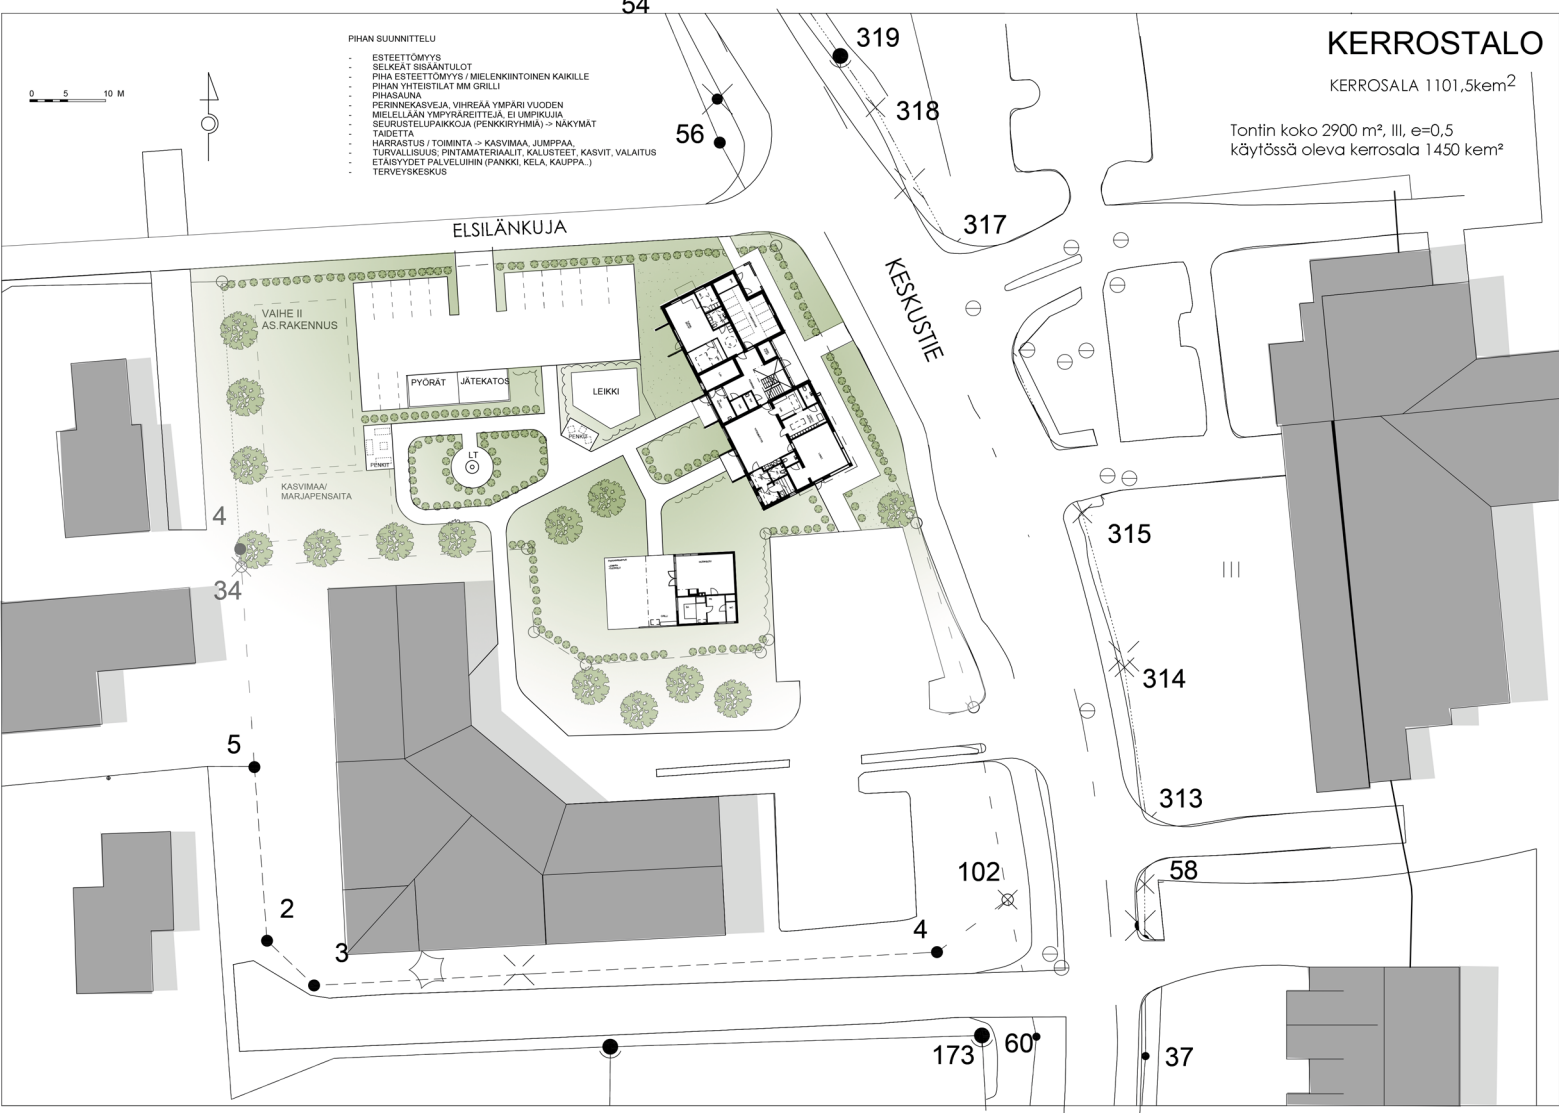 54
319
KERROSTALO
PIHAN SUUNNITTELU
- ESTEETTÖMYYS
- SELKEÄT SISÄÄNTULOT
- PIHA ESTEETTÖMYYS / MIELENKIINTOINEN KAIKILLE
- PIHAN YHTEISTILAT MM GRILLI
- PIHASAUNA
- PERINNEKASVEJA, VIHREÄÄ YMPÄRI VUODEN
- MIELELLÄÄN YMPYRÄREITTEJÄ, EI UMPIKUJIA
- SEURUSTELUPAIKKOJA (PENKKIRYHMIÄ) -> NÄKYMÄT
- TAIDETTA
- HARRASTUS / TOIMINTA -> KASVIMAA, JUMPPAA,
- TURVALLISUUS; PINTAMATERIAALIT, KALUSTEET, KASVIT, VALAITUS
- ETÄISYYDET PALVELUIHIN (PANKKI, KELA, KAUPPA..)
- TERVEYSKESKUS
0 5 10 M
KERROSALA 1101,5kem²
318
56
Tontin koko 2900 m², III, e=0,5
käytössä oleva kerrosala 1450 kem²
317
ELSILÄNKUJA
KESKUSTIE
VAIHE II
AS.RAKENNUS
PYÖRÄT
JÄTEKATOS
LEIKKI
PENKIT
PENKIT
LT
KASVIMAA/
MARJAPENSAITA
4
34
315
III
314
5
313
102
58
2
3
4
173
60
37